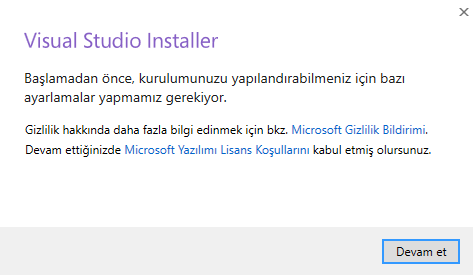 Visual Studio Installer
Başlamadan önce, kurulumunuzu yapılandırabilmeniz için bazı
ayarlamalar yapmamız gerekiyor.
Gizlilik hakkında daha fazla bilgi edinmek için bkz. Microsoft Gizlilik Bildirimi.
Devam ettiğinizde Microsoft Yazılımı Lisans Koşullarını kabul etmiş olursunuz.
Devam et